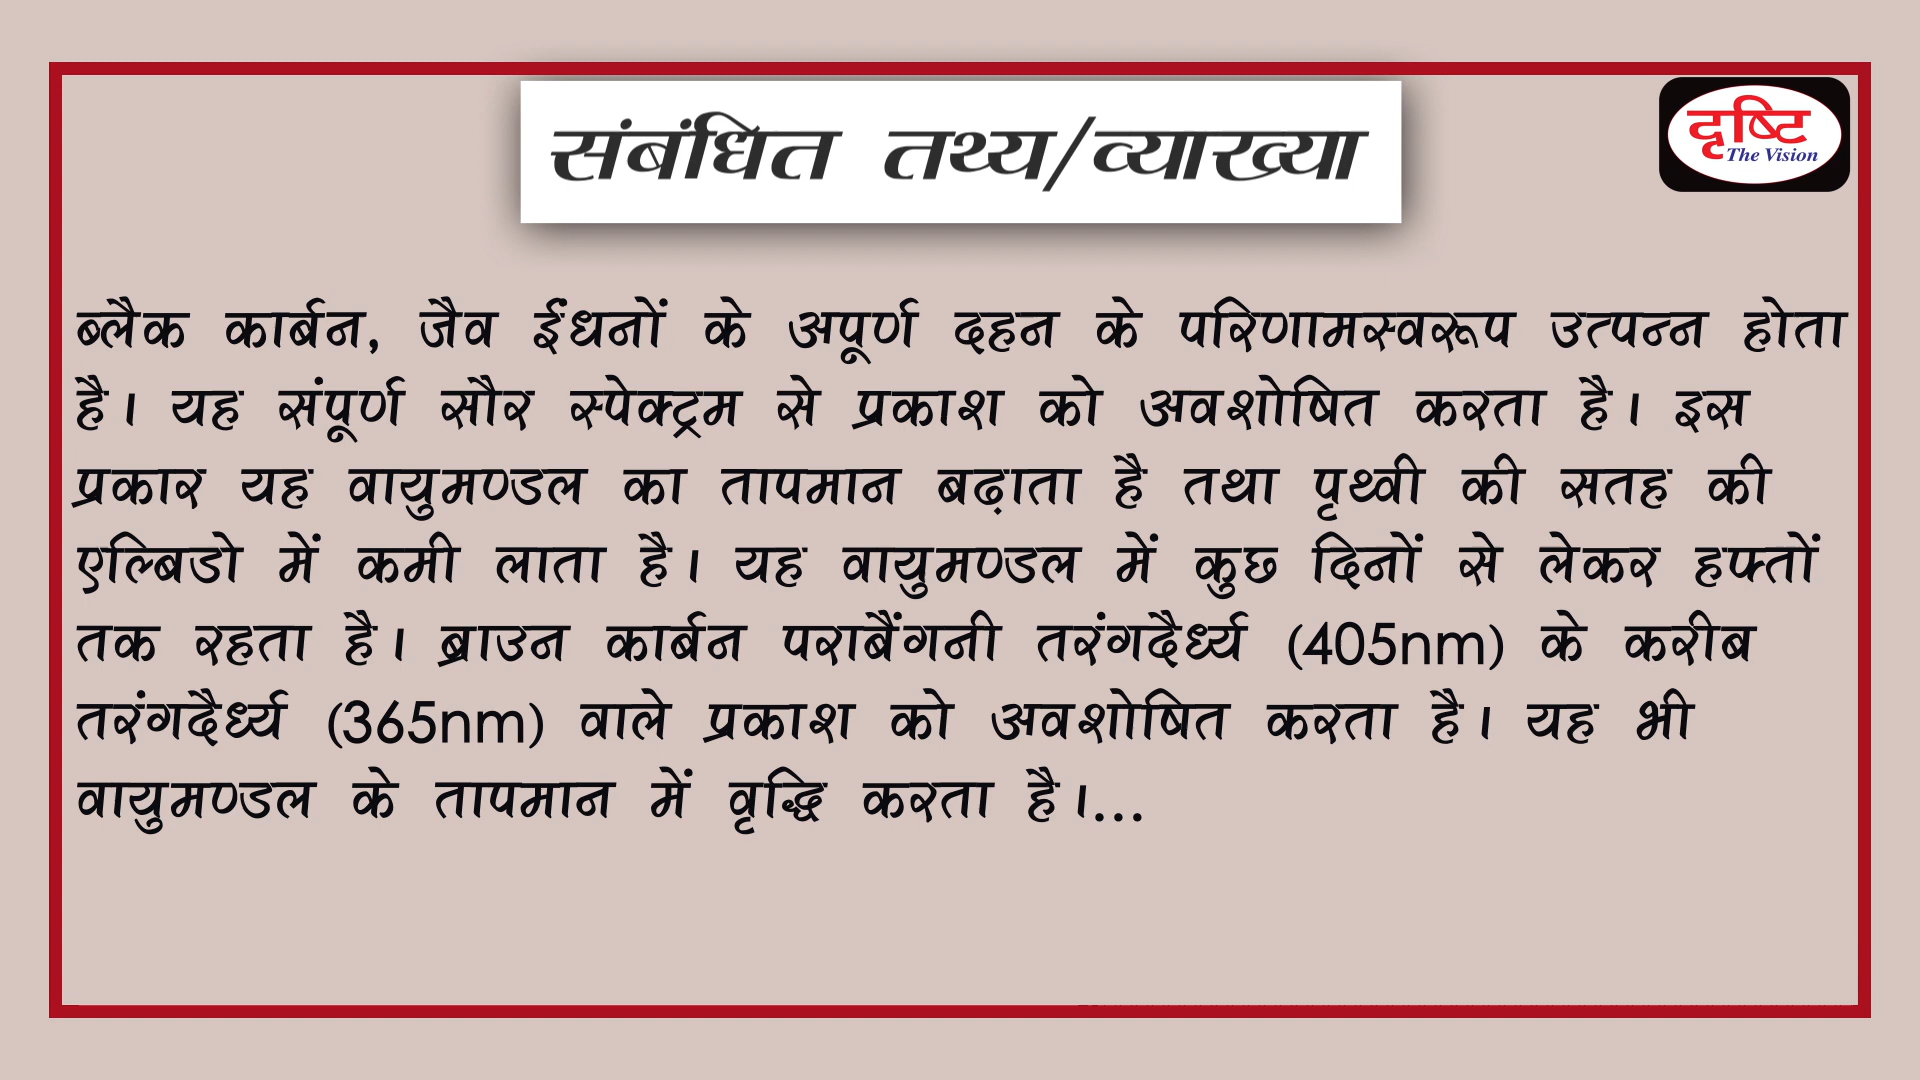 संबंधित तथ्य/व्याख्या
दृष्टि
The Vision
ब्लैक कार्बन, जैव ईंधनों के अपूर्ण दहन के परिणामस्वरूप उत्पन्न होता
है। यह संपूर्ण सौर स्पेक्ट्रम से प्रकाश को अवशोषित करता है। इस
प्रकार यह वायुमण्डल का तापमान बढ़ाता है तथा पृथ्वी की सतह की
एल्बिडो में कमी लाता है। यह वायुमण्डल में कुछ दिनों से लेकर हफ्तों
तक रहता है। ब्राउन कार्बन पराबैंगनी तरंगदैर्ध्य (405nm) के करीब
तरंगदैर्ध्य (365nm) वाले प्रकाश को अवशोषित करता है। यह भी
वायुमण्डल के तापमान में वृद्धि करता है।...